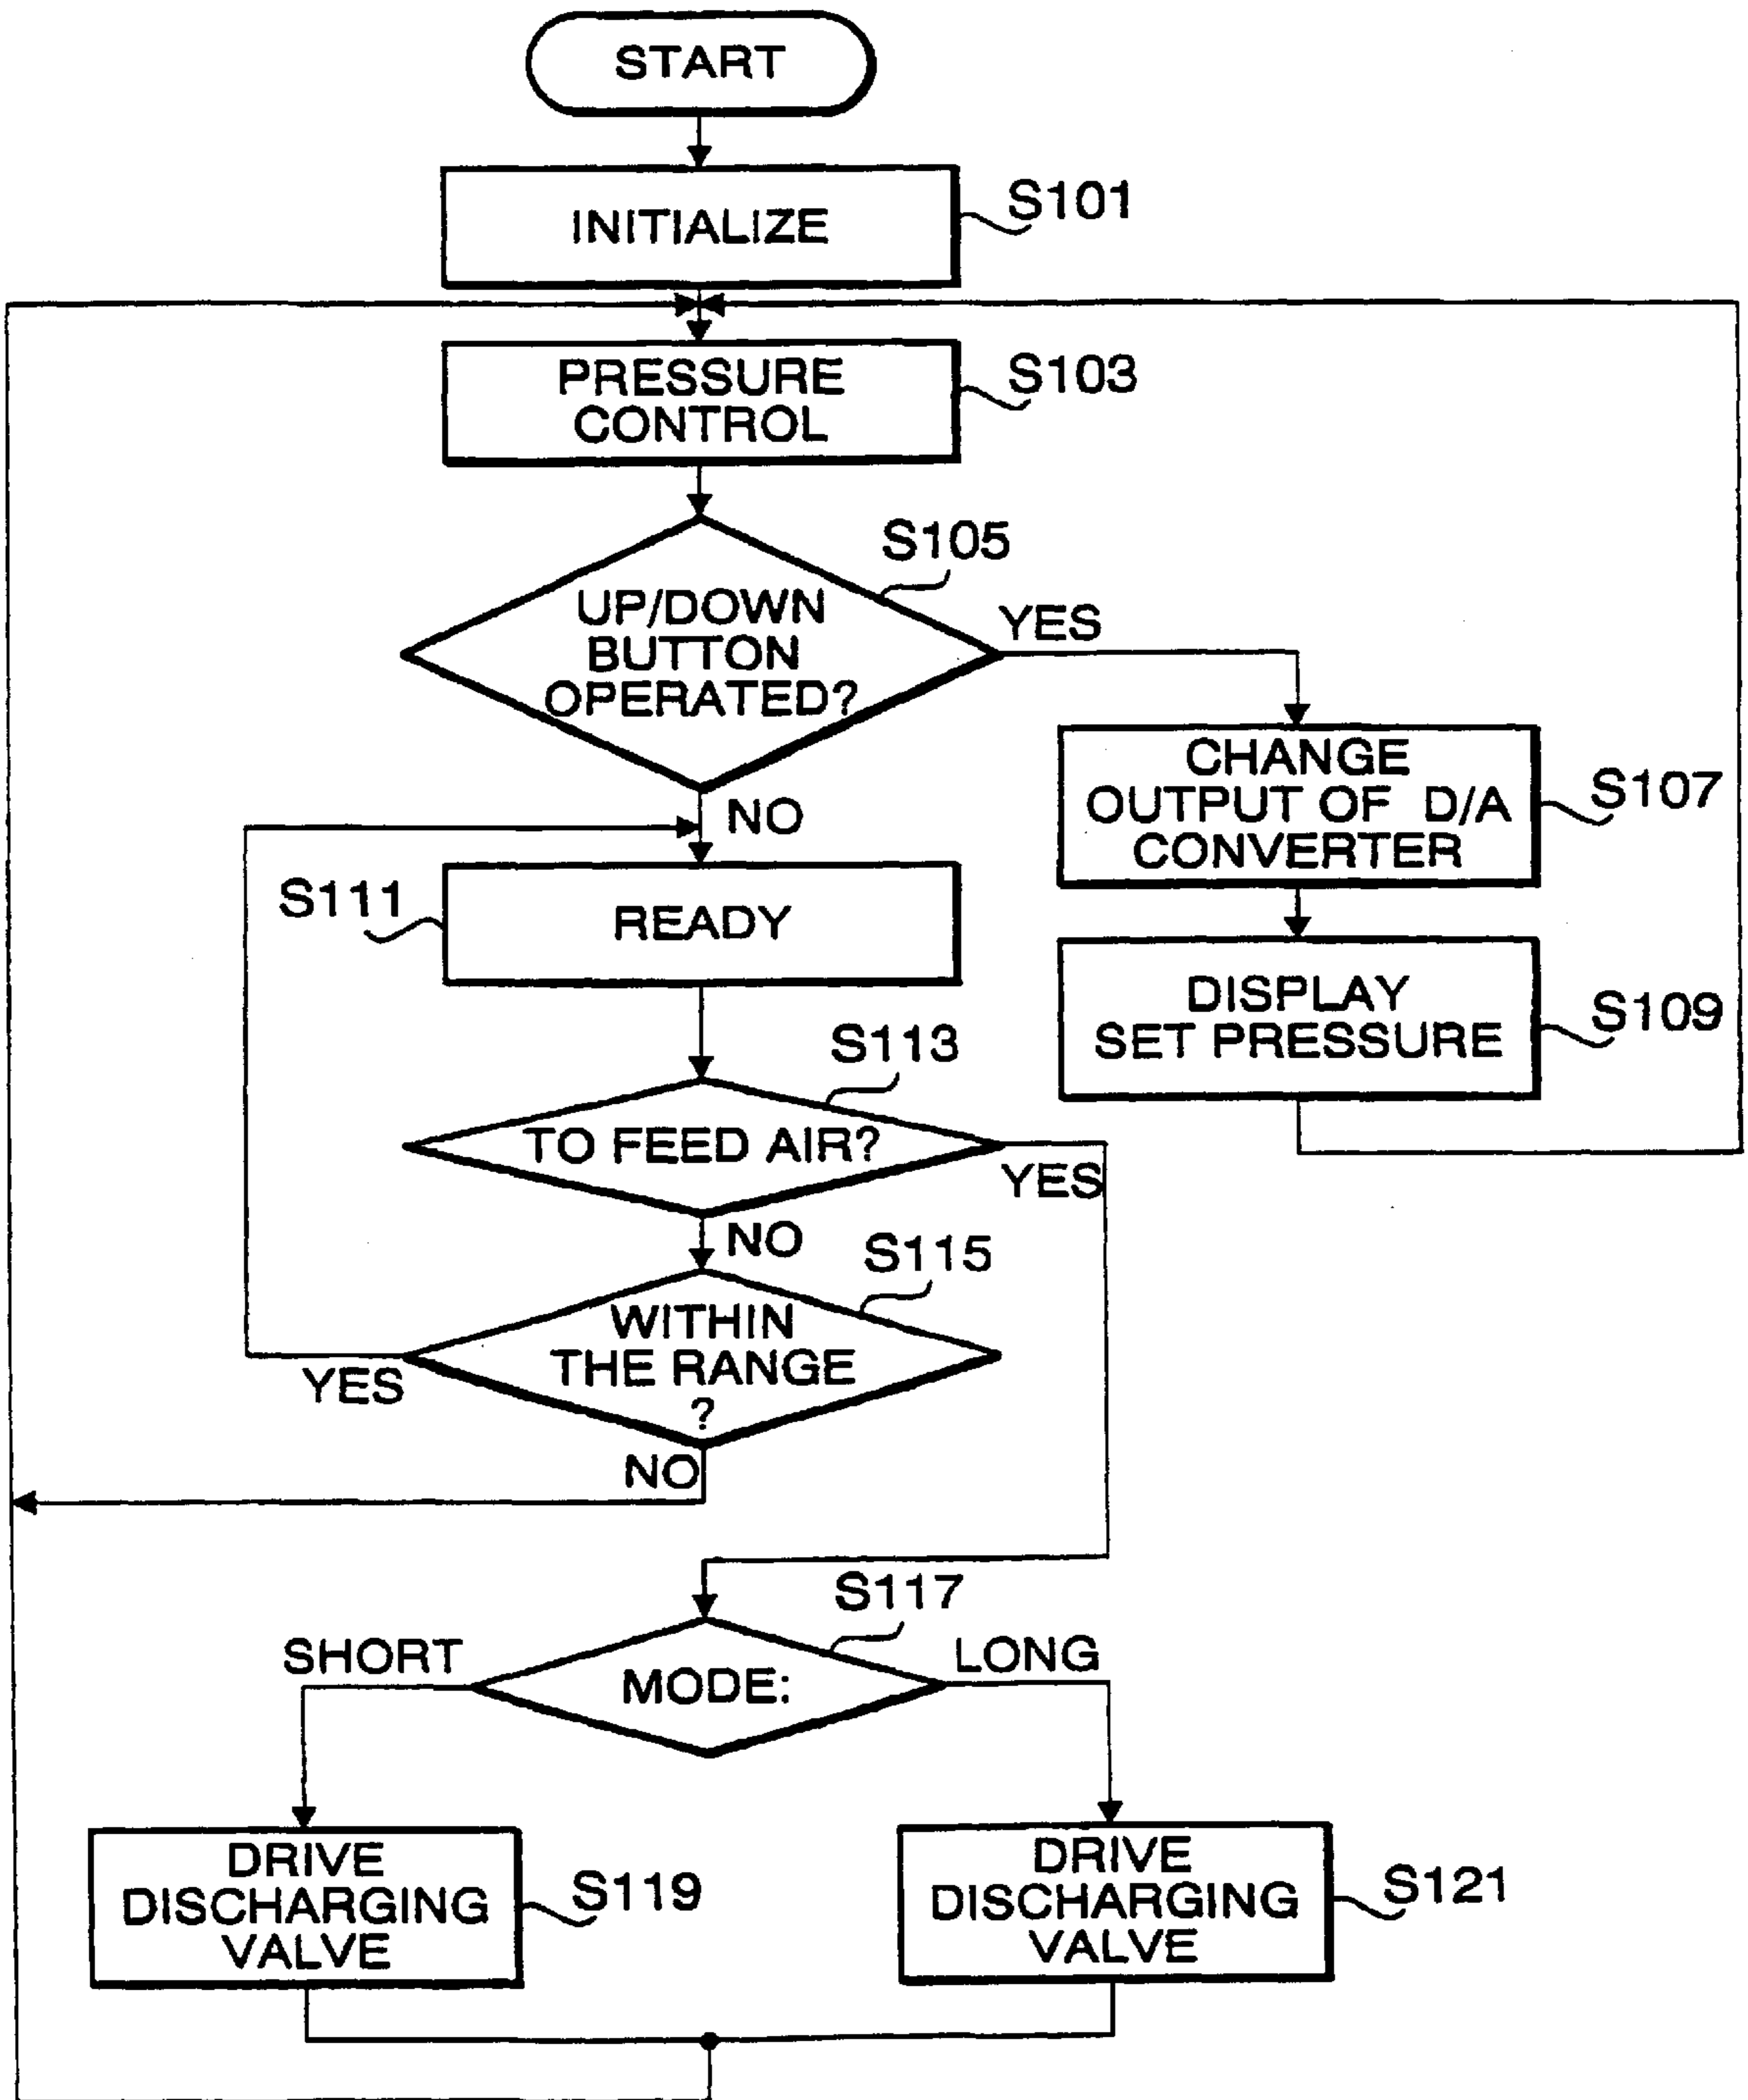 START
INITIALIZE
S101
PRESSURE
CONTROL
S103
S105
UP/DOWN
BUTTON
OPERATED?
YES
NO
CHANGE
OUTPUT OF D/A
CONVERTER
S107
S111
READY
DISPLAY
SET PRESSURE
S109
S113
TO FEED AIR?
YES
NO
S115
WITHIN
THE RANGE
?
YES
NO
S117
SHORT
MODE:
LONG
DRIVE
DISCHARGING
VALVE
S119
DRIVE
DISCHARGING
VALVE
S121